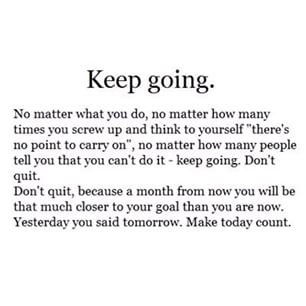 Keep going.
No matter what you do, no matter how many
times you screw up and think to yourself "there's
no point to carry on", no matter how many people
tell you that you can't do it - keep going. Don't
quit.
Don't quit, because a month from now you will be
that much closer to your goal than you are now.
Yesterday you said tomorrow. Make today count.